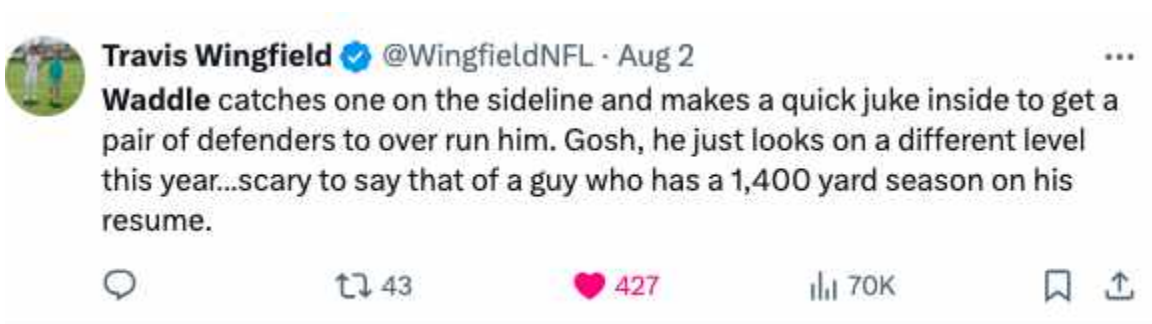 Travis Wingfield @WingfieldNFL · Aug 2
Waddle catches one on the sideline and makes a quick juke inside to get a
pair of defenders to over run him. Gosh, he just looks on a different level
this year...scary to say that of a guy who has a 1,400 yard season on his
resume.
43 427 70K